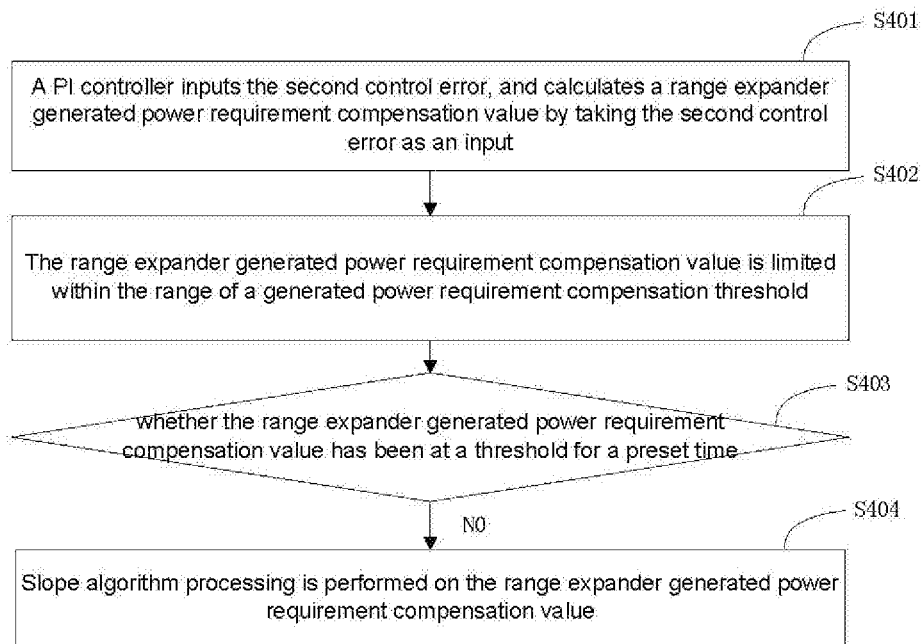 S401
A PI controller inputs the second control error, and calculates a range expander
generated power requirement compensation value by taking the second control
error as an input
S402
The range expander generated power requirement compensation value is limited
within the range of a generated power requirement compensation threshold
S403
whether the range expander generated power requirement
compensation value has been at a threshold for a preset time
NO
S404
Slope algorithm processing is performed on the range expander generated power
requirement compensation value